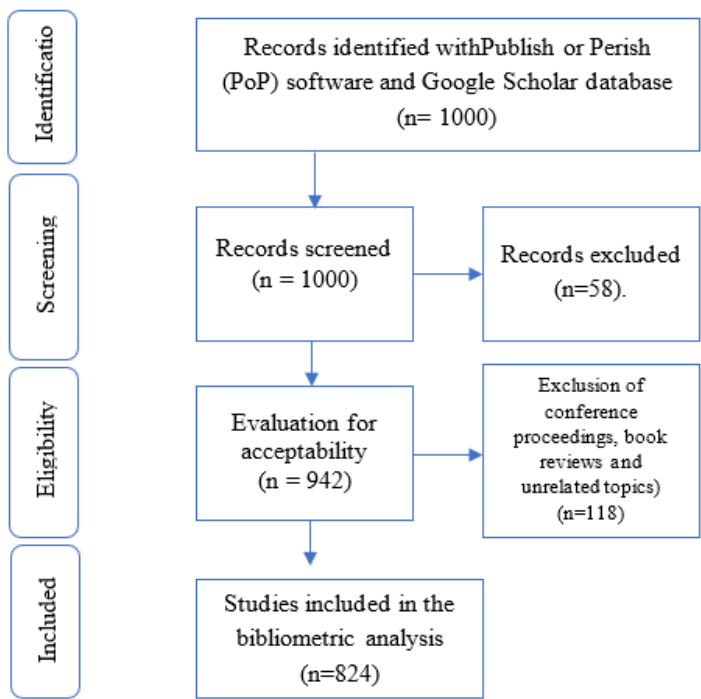 Identificatio
Records identified withPublish or Perish
(PoP) software and Google Scholar database
(n= 1000)
Screening
Records screened
(n = 1000)
Records excluded
(n=58).
Eligibility
Evaluation for
acceptability
(n = 942)
Exclusion of
conference
proceedings, book
reviews and
unrelated topics)
(n=118)
Included
Studies included in the
bibliometric analysis
(n=824)